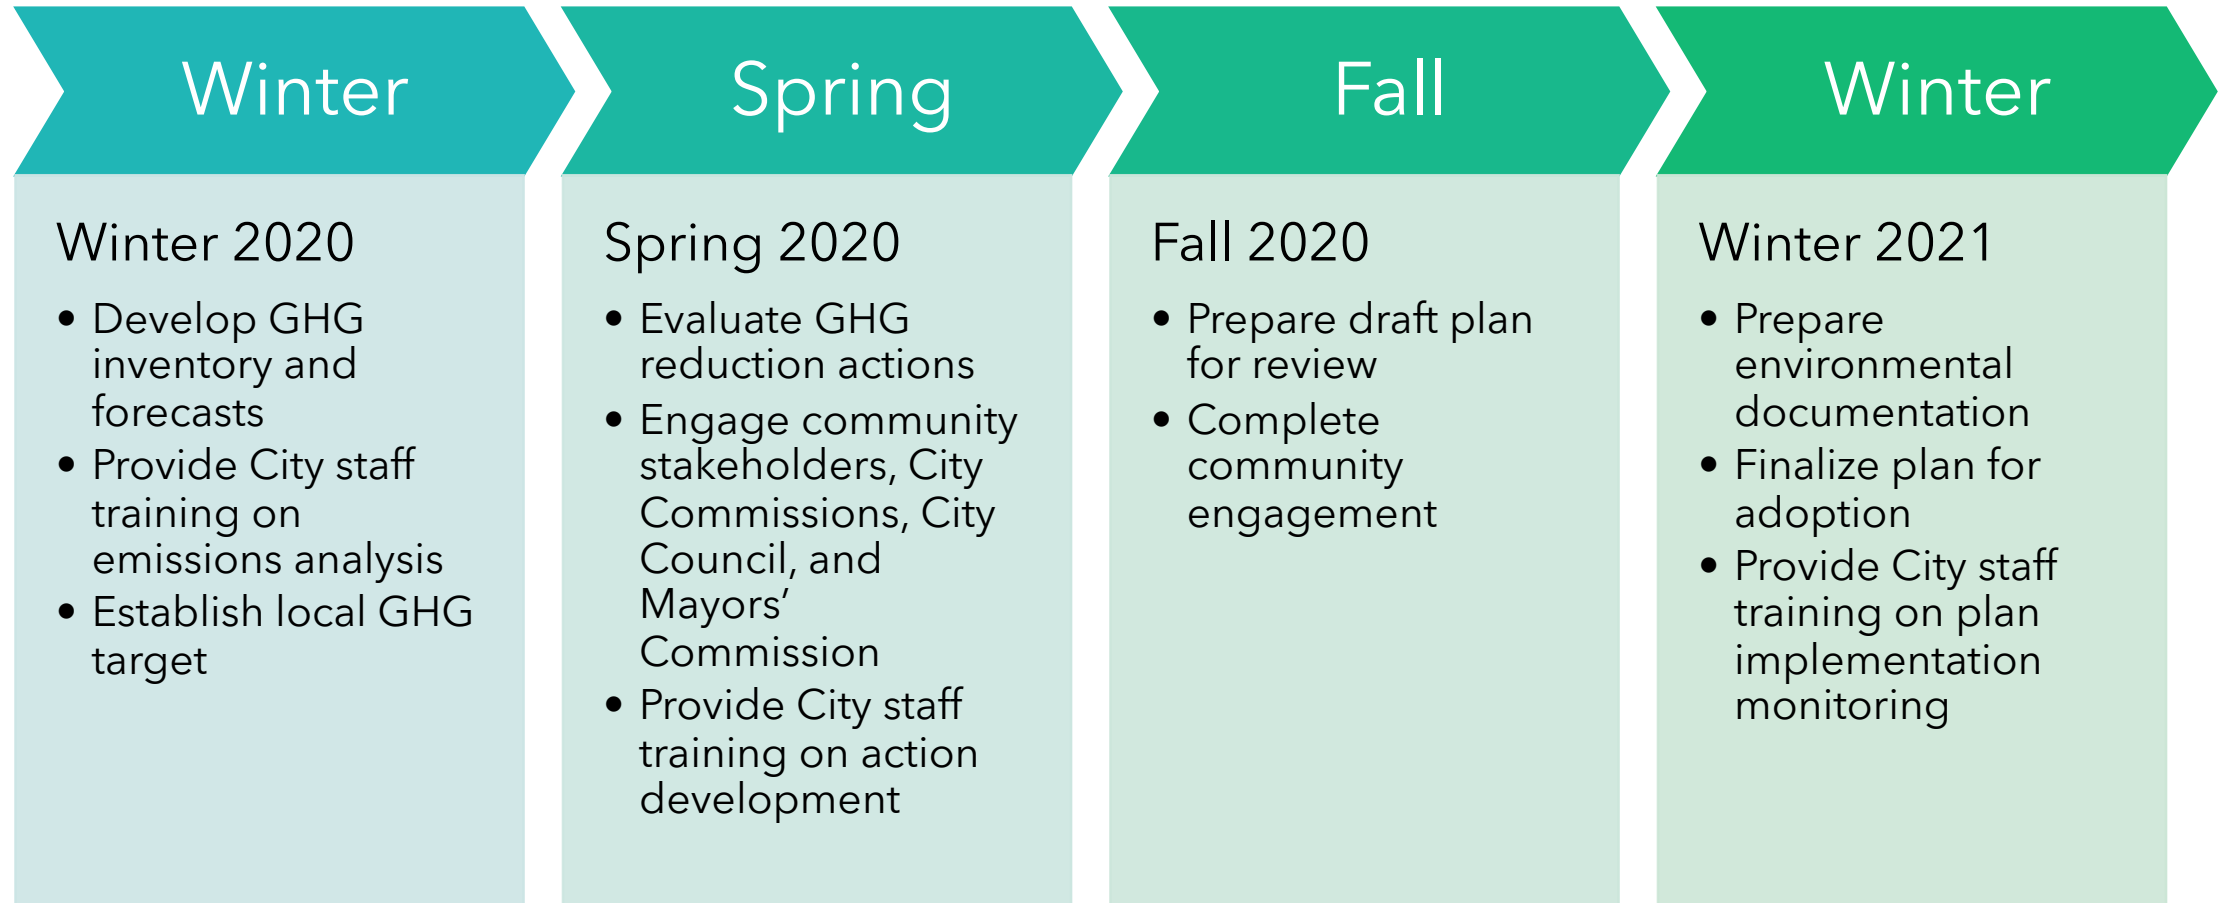 Winter
Spring
Fall
Winter
Winter 2020
• Develop GHG
inventory and
forecasts
• Provide City staff
training on
emissions analysis
• Establish local GHG
target
Spring 2020
• Evaluate GHG
reduction actions
• Engage community
stakeholders, City
Commissions, City
Council, and
Mayors’
Commission
• Provide City staff
training on action
development
Fall 2020
• Prepare draft plan
for review
• Complete
community
engagement
Winter 2021
• Prepare
environmental
documentation
• Finalize plan for
adoption
• Provide City staff
training on plan
implementation
monitoring